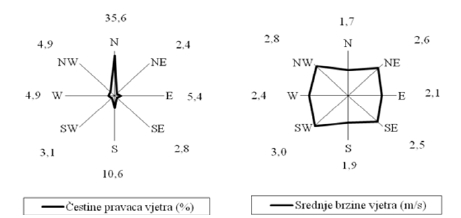 35,6
4,9 N 2,4
NW NE
4,9 W E 5,4
SW SE
3,1 S 2,8
10,6
Čestine pravaca vjetra (%)
1,7
2,8 N 2,6
NW NE
2,4 W E 2,1
SW SE
3,0 S 2,5
1,9
Srednje brzine vjetra (m/s)